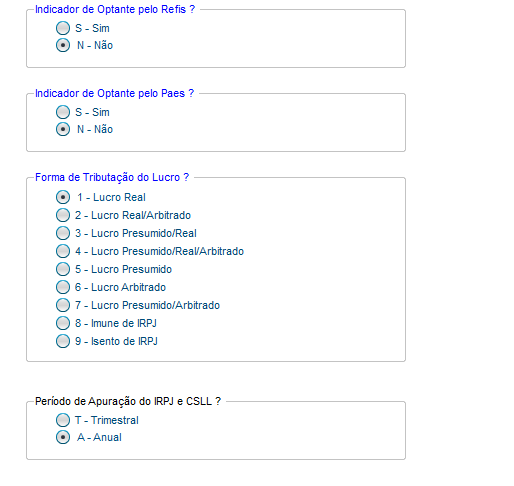 Indicador de Optante pelo Refis ?
S - Sim
N - Não
Indicador de Optante pelo Paes ?
S - Sim
N - Não
Forma de Tributação do Lucro ?
1 - Lucro Real
2 - Lucro Real/Arbitrado
3 - Lucro Presumido/Real
4 - Lucro Presumido/Real/Arbitrado
5 - Lucro Presumido
6 - Lucro Arbitrado
7 - Lucro Presumido/Arbitrado
8 - Imune de IRPJ
9 - Isento de IRPJ
Período de Apuração do IRPJ e CSLL ?
T - Trimestral
A - Anual